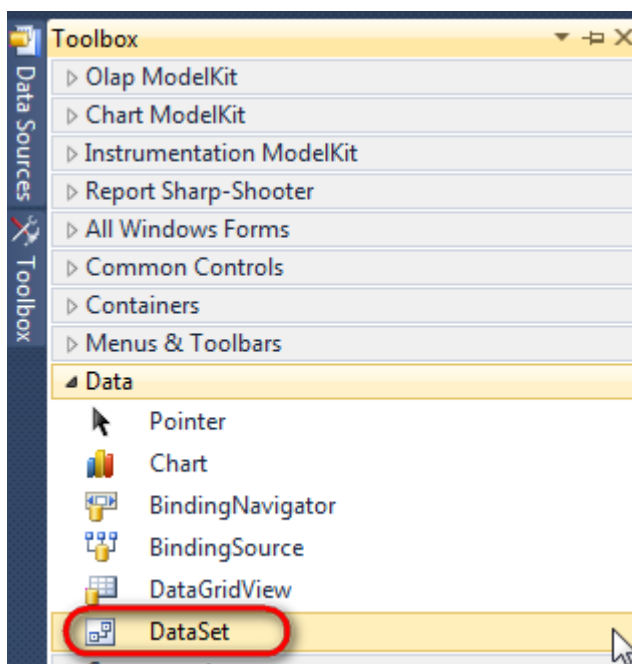 Toolbox
Data Sources
Toolbox
Olap ModelKit
Chart ModelKit
Instrumentation ModelKit
Report Sharp-Shooter
All Windows Forms
Common Controls
Containers
Menus & Toolbars
Data
Pointer
Chart
BindingNavigator
BindingSource
DataGridView
DataSet